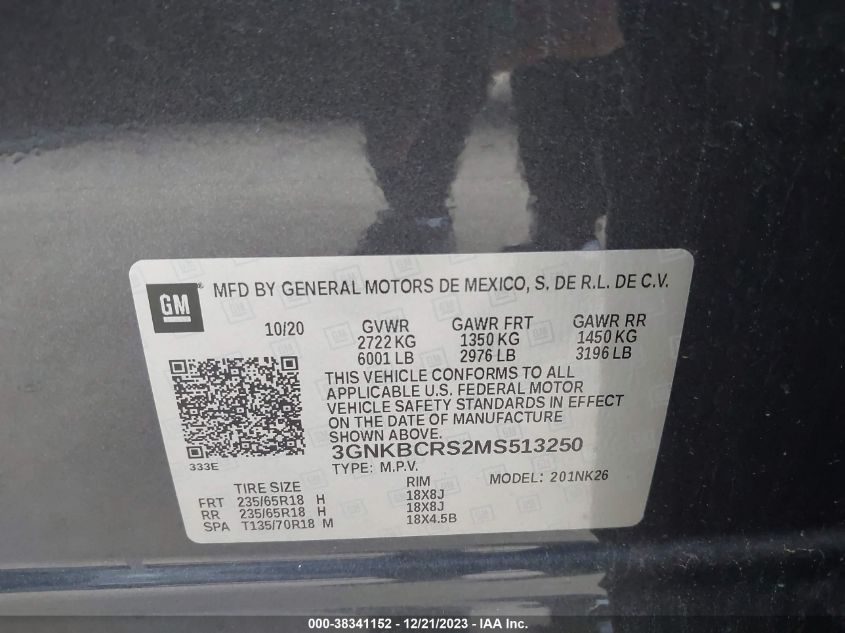 GM ® MFD BY GENERAL MOTORS DE MEXICO, S. DE R.L. DE C.V.
10/20 GVWR GAWR FRT GAWR RR
2722 KG 1350 KG 1450 KG
6001 LB 2976 LB 3196 LB
THIS VEHICLE CONFORMS TO ALL
APPLICABLE U.S. FEDERAL MOTOR
VEHICLE SAFETY STANDARDS IN EFFECT
ON THE DATE OF MANUFACTURE
SHOWN ABOVE.
3GNKBCRS2MS513250
333E
TYPE: M.P.V. MODEL: 201NK26
TIRE SIZE RIM
FRT 235/65R18 H 18X8J
RR 235/65R18 H 18X8J
SPA T135/70R18 M 18X4.5B
000-38341152 - 12/21/2023 - IAA Inc.